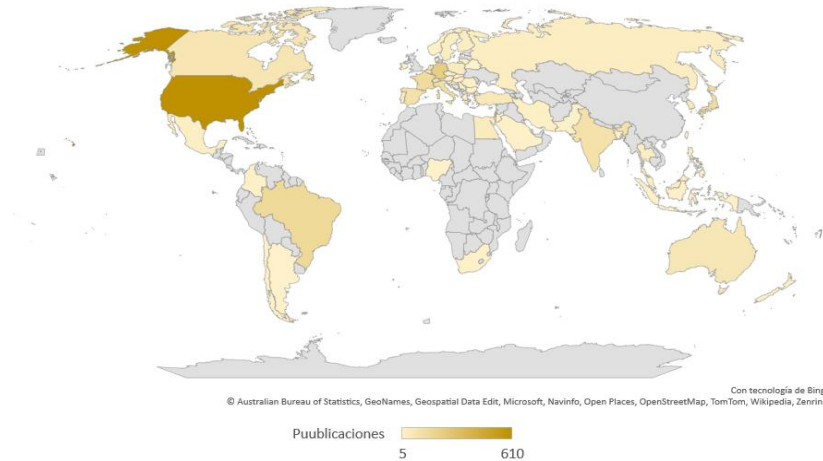 Con tecnología de Bing
© Australian Bureau of Statistics, GeoNames, Geospatial Data Edit, Microsoft, Navinfo, Open Places, OpenStreetMap, TomTom, Wikipedia, Zenrin
Puublicaciones
5 610